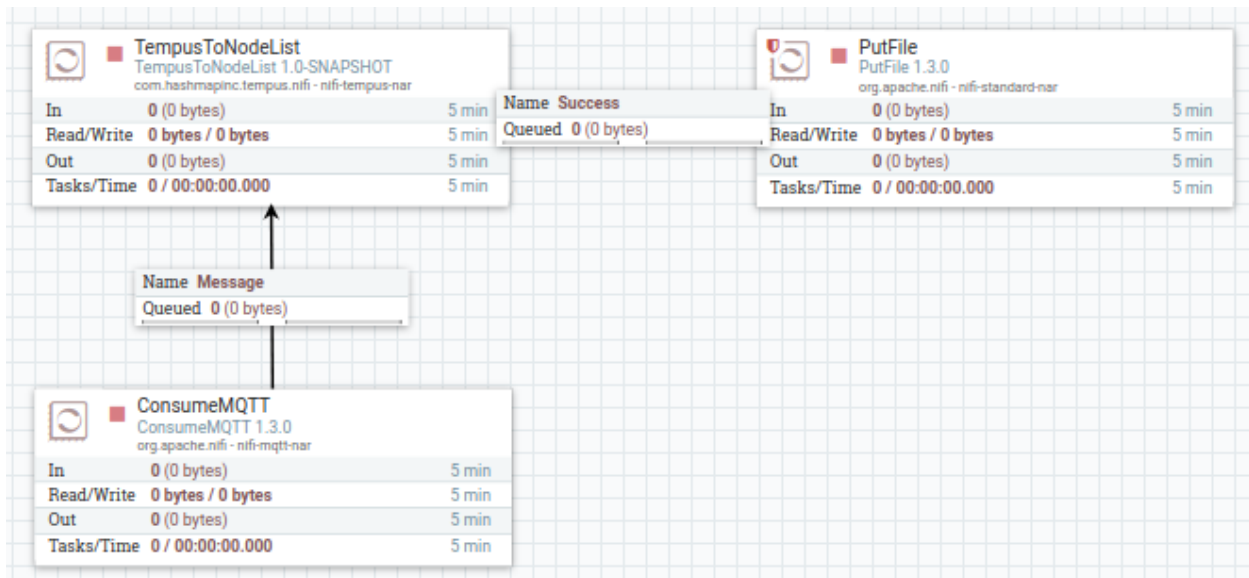 TempusToNodeList
TempusToNodeList 1.0-SNAPSHOT
com.hashmapinc.tempus.nifi - nifi-tempus-nar
In 0 (0 bytes) 5 min
Read/Write 0 bytes / 0 bytes 5 min
Out 0 (0 bytes) 5 min
Tasks/Time 0 / 00:00:00.000 5 min
Name Success
Queued 0 (0 bytes)
PutFile
PutFile 1.3.0
org.apache.nifi - nifi-standard-nar
In 0 (0 bytes) 5 min
Read/Write 0 bytes / 0 bytes 5 min
Out 0 (0 bytes) 5 min
Tasks/Time 0 / 00:00:00.000 5 min
Name Message
Queued 0 (0 bytes)
ConsumeMQTT
ConsumeMQTT 1.3.0
org.apache.nifi - nifi-mqtt-nar
In 0 (0 bytes) 5 min
Read/Write 0 bytes / 0 bytes 5 min
Out 0 (0 bytes) 5 min
Tasks/Time 0 / 00:00:00.000 5 min